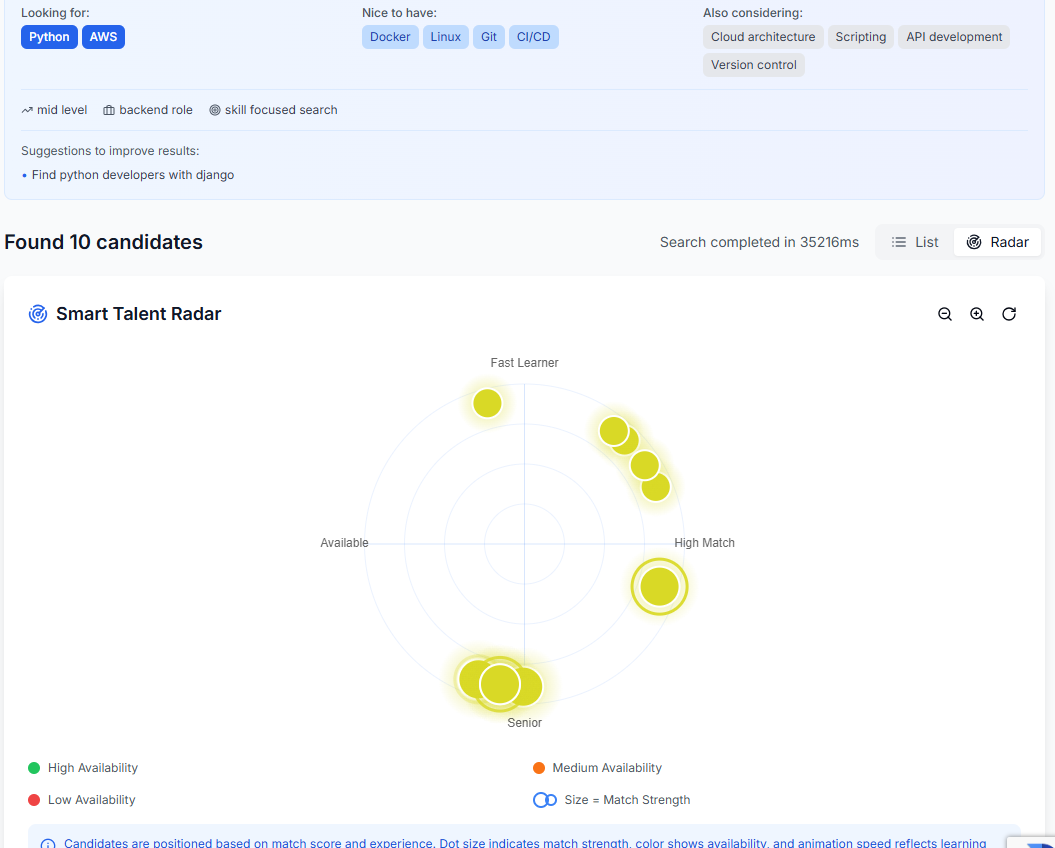 Looking for:
Python AWS
Nice to have:
Docker Linux Git CI/CD
Also considering:
Cloud architecture Scripting API development
Version control
mid level backend role skill focused search
Suggestions to improve results:
• Find python developers with django
Found 10 candidates
Search completed in 35216ms
List Radar
Smart Talent Radar
Fast Learner
Available
High Match
Senior
High Availability
Medium Availability
Low Availability
Size = Match Strength
Candidates are positioned based on match score and experience. Dot size indicates match strength, color shows availability, and animation speed reflects learning